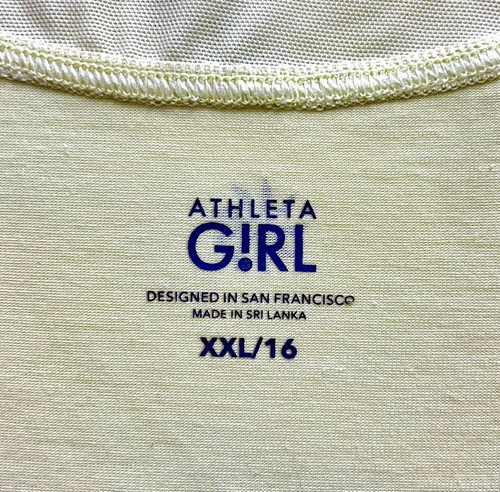 ATHLETA
G!RL
DESIGNED IN SAN FRANCISCO
MADE IN SRI LANKA
XXL/16